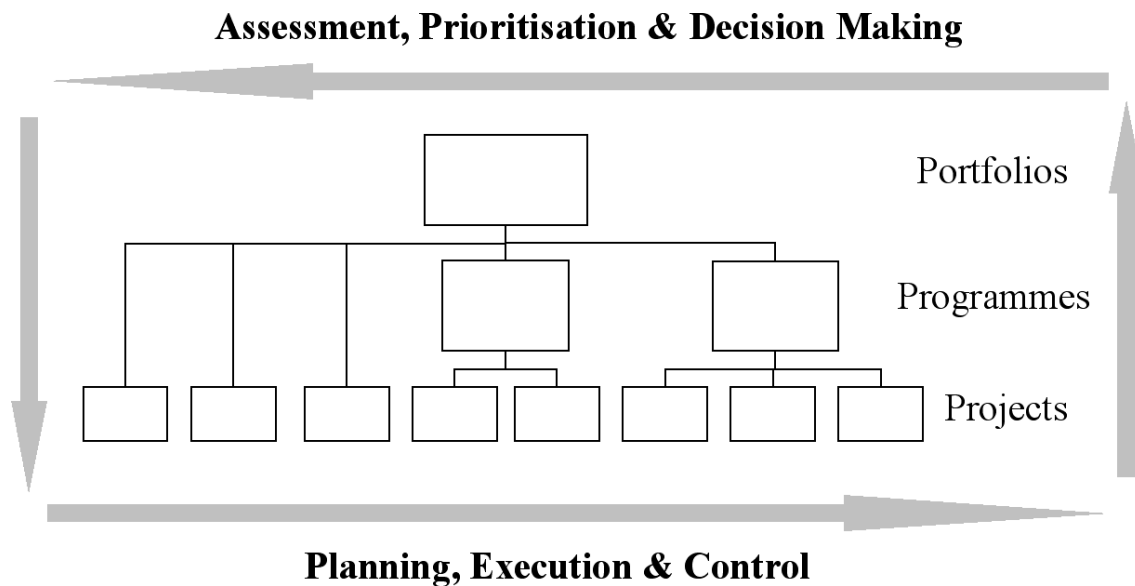 Assessment, Prioritisation & Decision Making
Portfolios
Programmes
Projects
Planning, Execution & Control